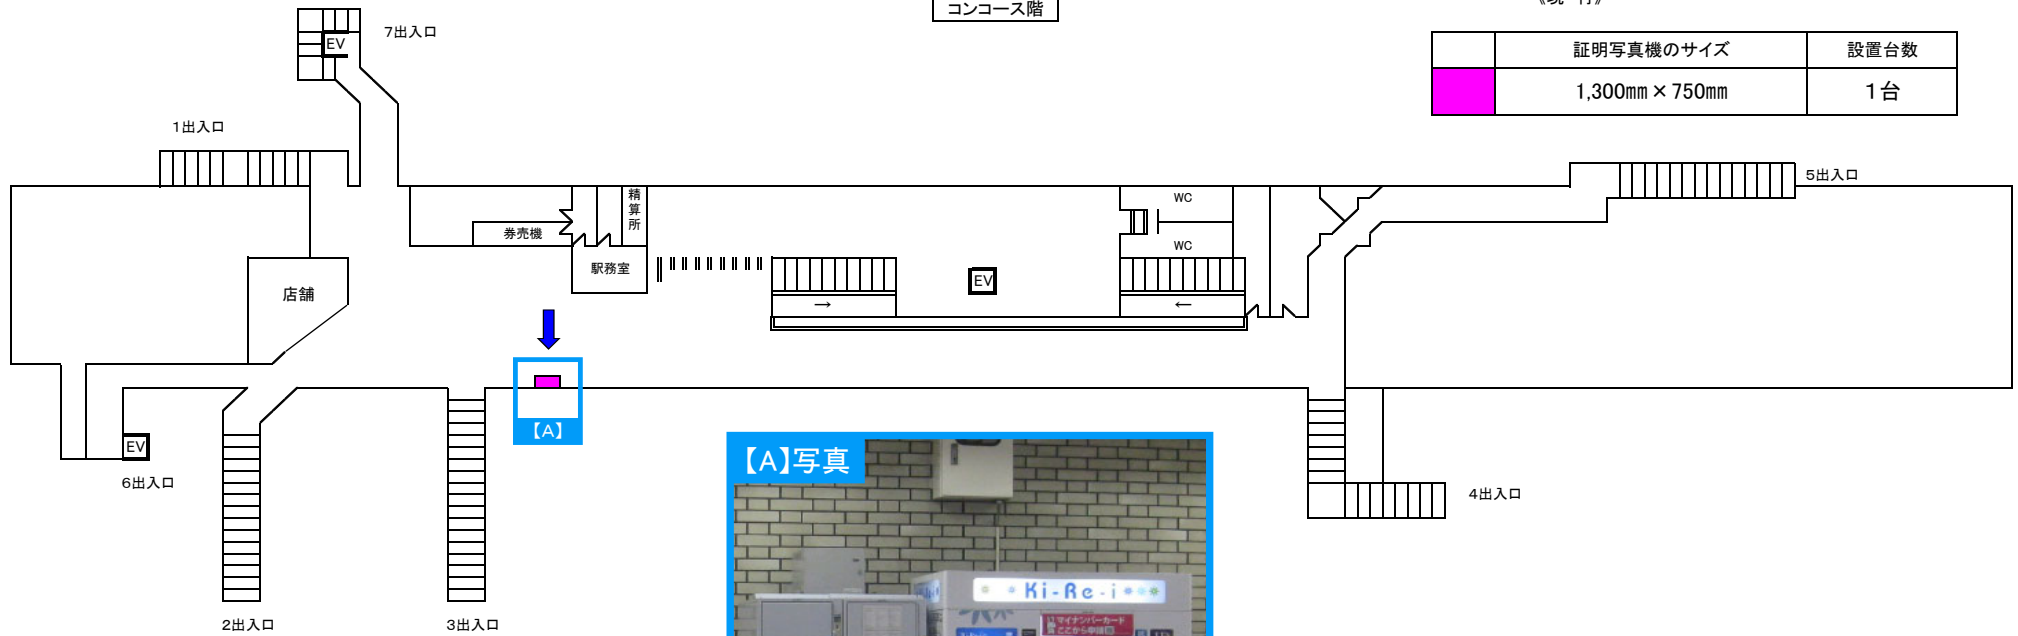 コンコース階
7出入口
EV
証明写真機のサイズ
設置台数
1,300㎜×750㎜
1台
1出入口
5出入口
精算所
WC
券売機
WC
駅務室
EV
店舗
→
←
【A】
EV
【A】写真
6出入口
4出入口
Ki-Re-i
マイナンバーカード
ここから申請
2出入口
3出入口